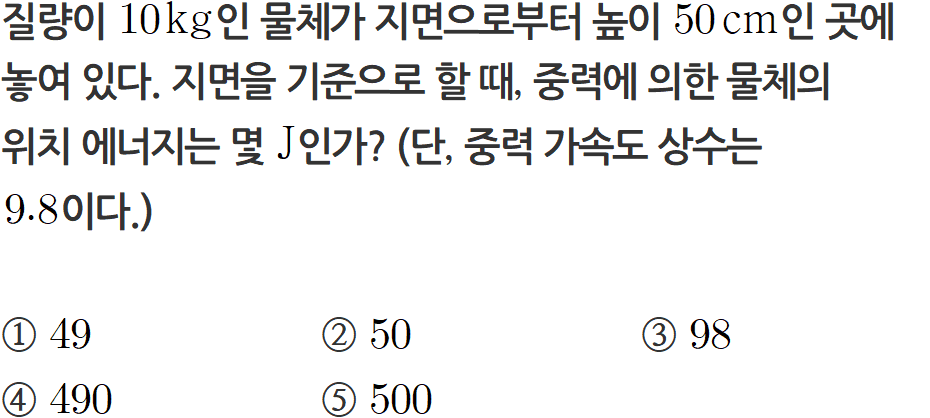 질량이 10 kg인 물체가 지면으로부터 높이 50 cm인 곳에
놓여 있다. 지면을 기준으로 할 때, 중력에 의한 물체의
위치 에너지는 몇 J인가? (단, 중력 가속도 상수는
9.8이다.)
① 49 ② 50 ③ 98
④ 490 ⑤ 500